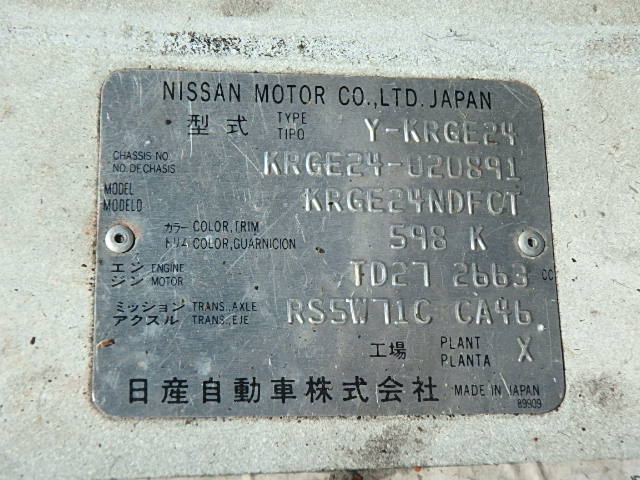 NISSAN MOTOR CO.,LTD. JAPAN
型式 TYPE TIPO Y-KRGE24
CHASSIS NO. NO. DE CHASIS KRGE24-020891
MODEL MODELO KRGE24NDFCT
カラー トリム COLOR, TRIM COLOR, GUARNICION 598 K
エンジン ENGINE MOTOR TD27 2663 CC
ミッション アクスル TRANS., AXLE TRANS., EJE RS5W71C CA46
工場 PLANT PLANTA X
日産自動車株式会社 MADE IN JAPAN
89909